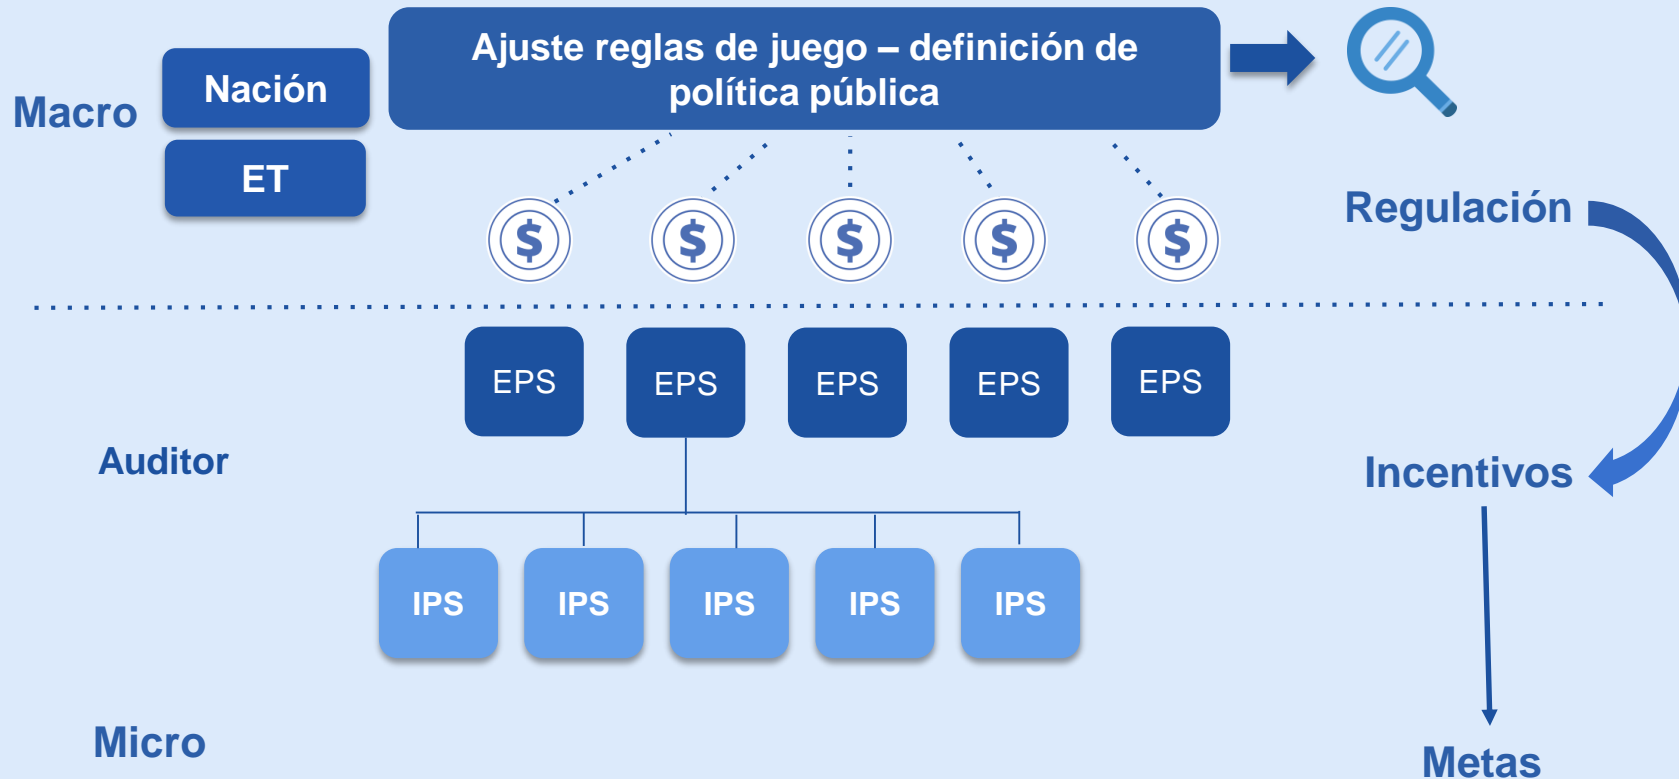 Ajuste reglas de juego – definición de
política pública
Nación
Macro
ET
$ $ $ $ $
Regulación
EPS EPS EPS EPS EPS
Auditor
Incentivos
IPS IPS IPS IPS IPS
Micro
Metas